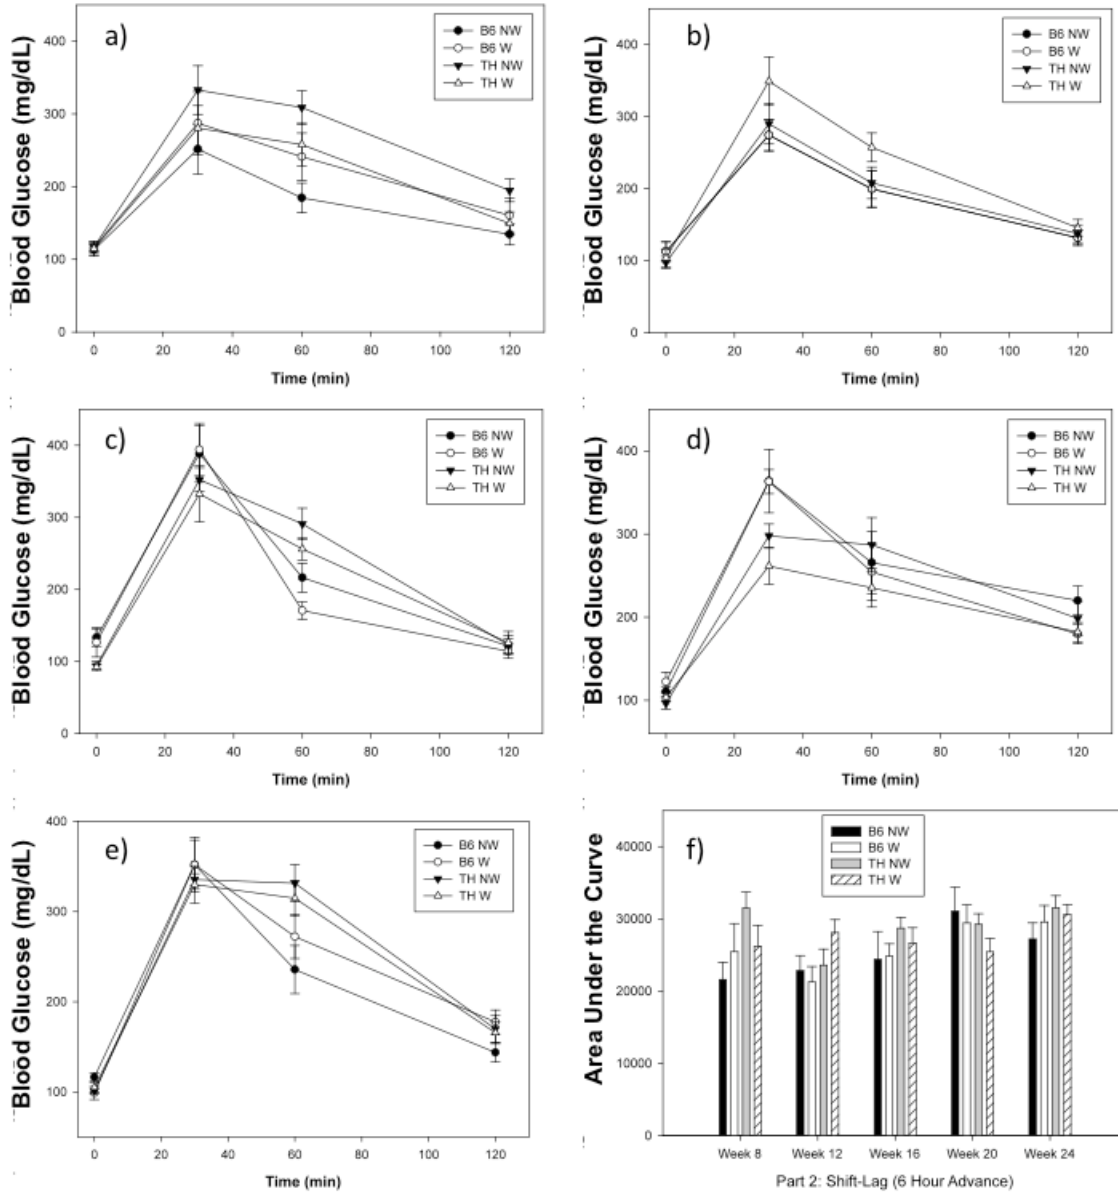 a)
Blood Glucose (mg/dL)
400
300
200
100
0
0 20 40 60 80 100 120
Time (min)
B6 NW
B6 W
TH NW
TH W
b)
Blood Glucose (mg/dL)
400
300
200
100
0
0 20 40 60 80 100 120
Time (min)
B6 NW
B6 W
TH NW
TH W
c)
Blood Glucose (mg/dL)
400
300
200
100
0
0 20 40 60 80 100 120
Time (min)
B6 NW
B6 W
TH NW
TH W
d)
Blood Glucose (mg/dL)
400
300
200
100
0 20 40 60 80 100 120
Time (min)
B6 NW
B6 W
TH NW
TH W
e)
Blood Glucose (mg/dL)
400
300
200
100
0 20 40 60 80 100 120
Time (min)
B6 NW
B6 W
TH NW
TH W
f)
Area Under the Curve
40000
30000
20000
10000
0
Week 8 Week 12 Week 16 Week 20 Week 24
Part 2: Shift-Lag (6 Hour Advance)
B6 NW
B6 W
TH NW
TH W